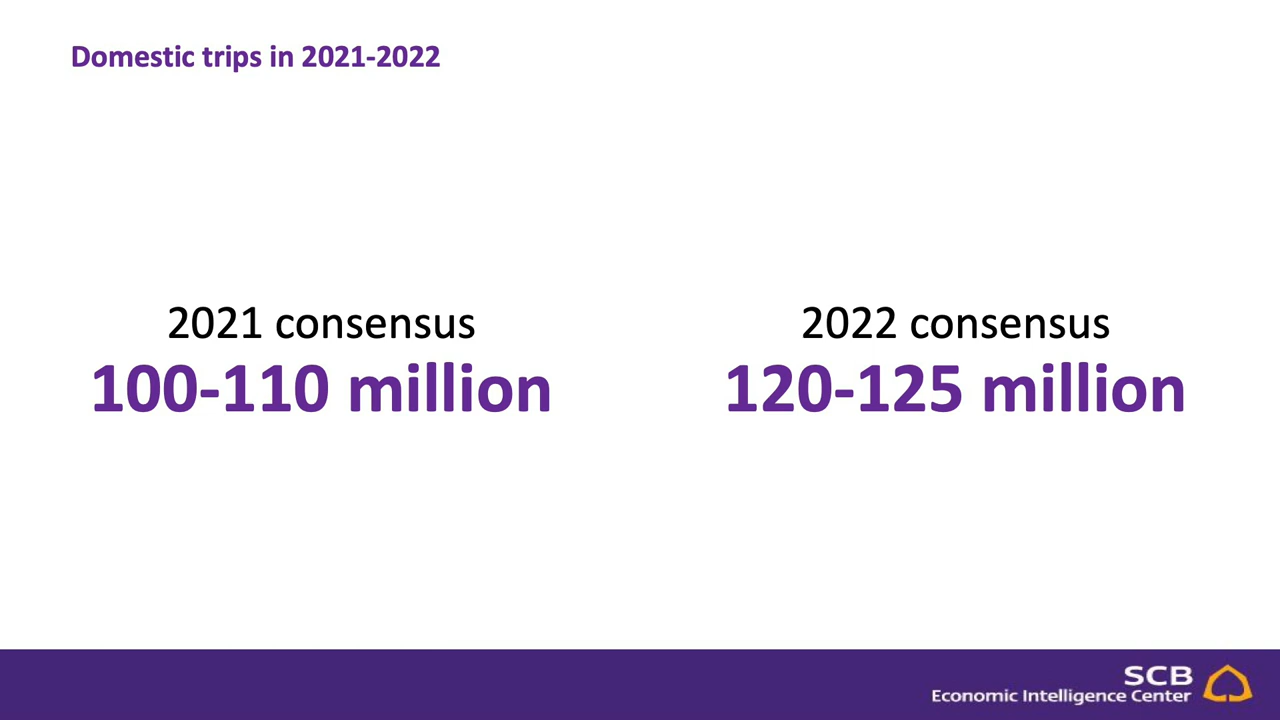 Domestic trips in 2021-2022
2021 consensus
100-110 million
2022 consensus
120-125 million
SCB
Economic Intelligence Center